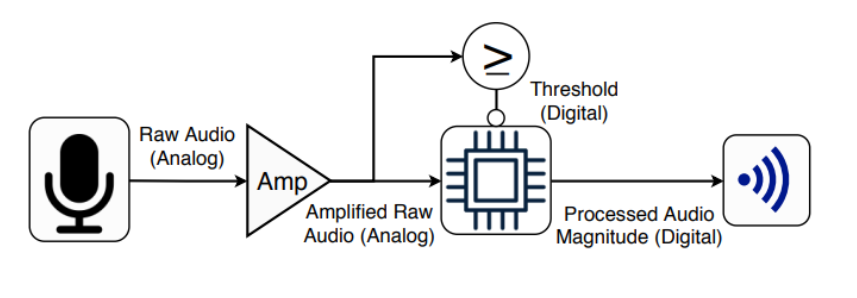 Raw Audio
(Analog)
Amp
Amplified Raw
Audio (Analog)
≥
Threshold
(Digital)
Processed Audio
Magnitude (Digital)